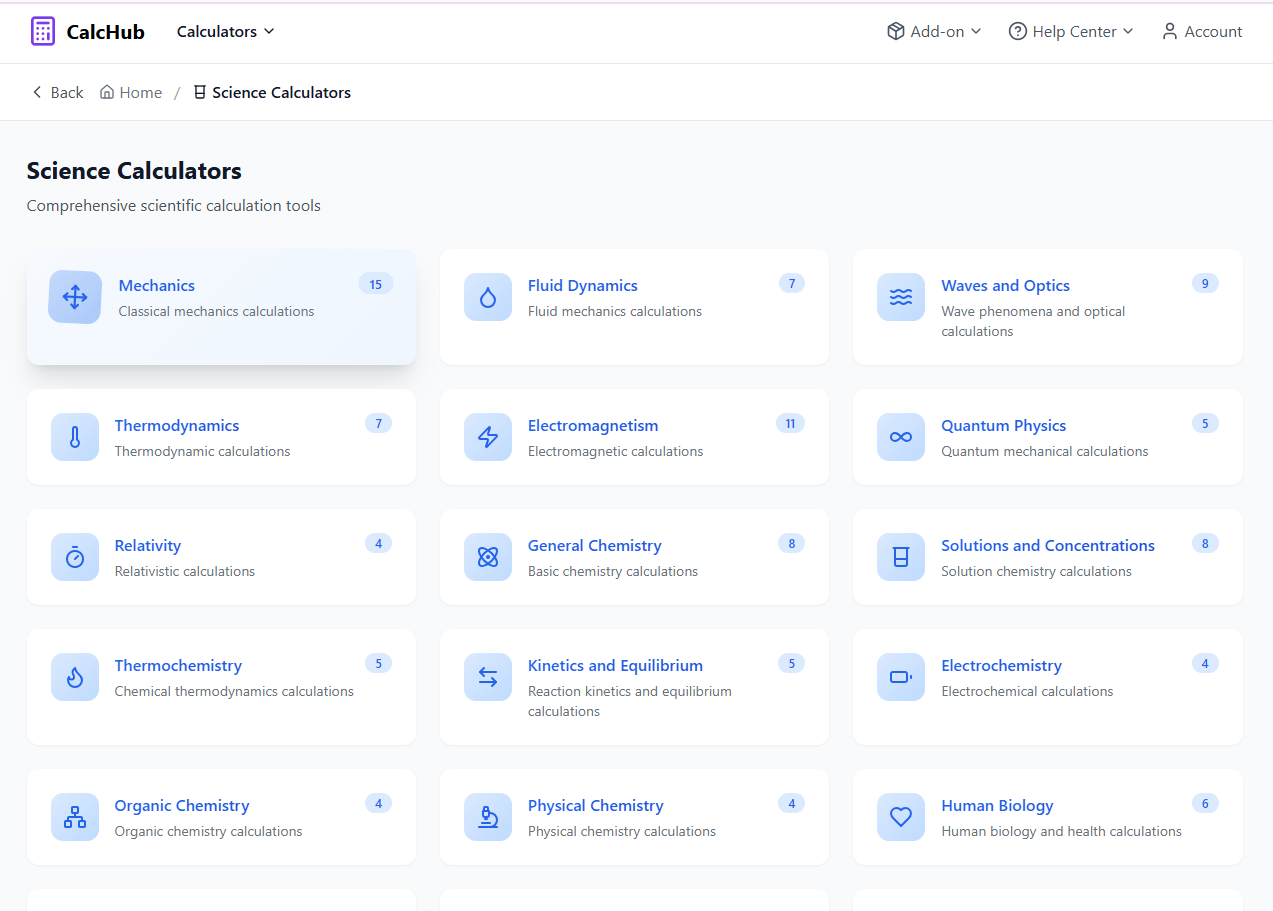 CalcHub Calculators Add-on Help Center Account
Back Home / Science Calculators
Science Calculators
Comprehensive scientific calculation tools
Mechanics 15
Classical mechanics calculations
Fluid Dynamics 7
Fluid mechanics calculations
Waves and Optics 9
Wave phenomena and optical
calculations
Thermodynamics 7
Thermodynamic calculations
Electromagnetism 11
Electromagnetic calculations
Quantum Physics 5
Quantum mechanical calculations
Relativity 4
Relativistic calculations
General Chemistry 8
Basic chemistry calculations
Solutions and Concentrations 8
Solution chemistry calculations
Thermochemistry 5
Chemical thermodynamics calculations
Kinetics and Equilibrium 5
Reaction kinetics and equilibrium
calculations
Electrochemistry 4
Electrochemical calculations
Organic Chemistry 4
Organic chemistry calculations
Physical Chemistry 4
Physical chemistry calculations
Human Biology 6
Human biology and health calculations